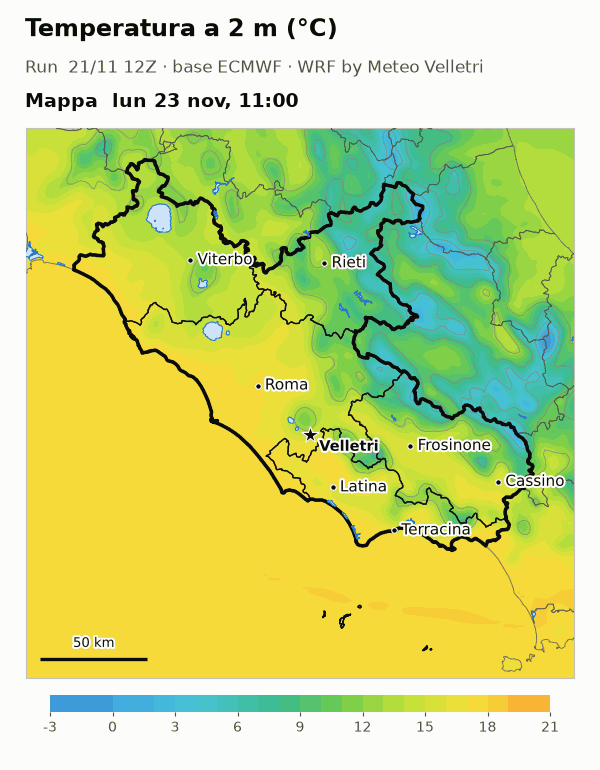 Temperatura a 2 m (°C)
Run  21/11 12Z · base ECMWF · WRF by Meteo Velletri
Mappa  lun 23 nov, 11:00
Viterbo
Rieti
Roma
Velletri
Frosinone
Cassino
Latina
Terracina
50 km
-3 0 3 6 9 12 15 18 21